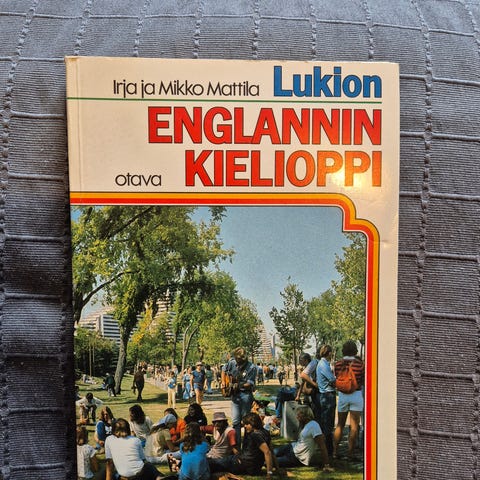 Irja ja Mikko Mattila Lukion
ENGLANNIN
otava KIELIOPPI